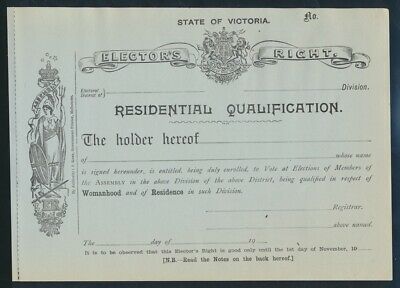 STATE OF VICTORIA.
No.
ELECTOR'S RIGHT.
Electoral
District of
Division.
RESIDENTIAL QUALIFICATION.
The holder hereof
of whose name
is signed hereunder, is entitled, being duly enrolled, to Vote at Elections of Members
of the ASSEMBLY in the above Division of the above District, being qualified in respect of
Womanhood and of Residence in such Division.
Registrar.
above named.
The day of 19
It is to be observed that this Elector's Right is good only until the 1st day of November, 19
[N.B.—Read the Notes on the back hereof.]